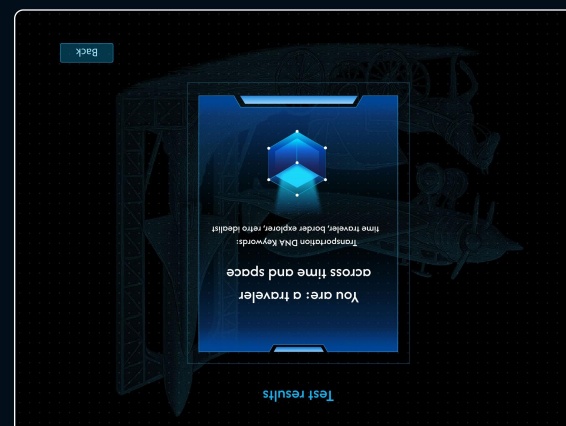 Test results
You are: a traveler
across time and space
Transportation DNA Keywords:
time traveler, border explorer, retro idealist
Back